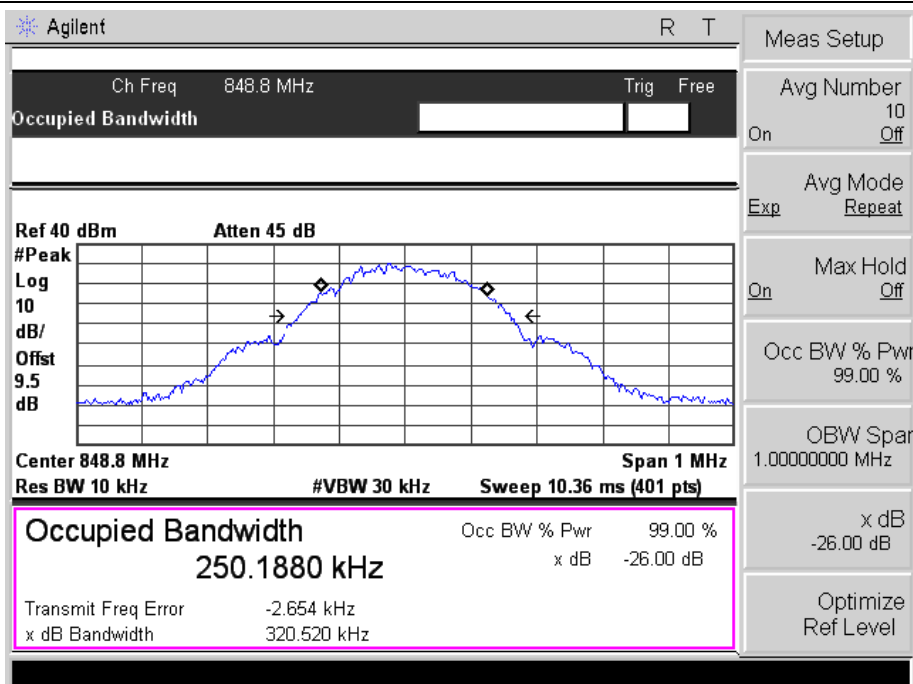 Agilent R T
Ch Freq 848.8 MHz Trig Free
Occupied Bandwidth
Ref 40 dBm Atten 45 dB
#Peak
Log
10
dB/
Offst
9.5
dB
Center 848.8 MHz Span 1 MHz
Res BW 10 kHz #VBW 30 kHz Sweep 10.36 ms (401 pts)
Occupied Bandwidth
250.1880 kHz
Occ BW % Pwr 99.00 %
x dB -26.00 dB
Transmit Freq Error -2.654 kHz
x dB Bandwidth 320.520 kHz
Meas Setup
Avg Number
10
On Off
Avg Mode
Exp Repeat
Max Hold
On Off
Occ BW % Pwr
99.00 %
OBW Span
1.00000000 MHz
x dB
-26.00 dB
Optimize
Ref Level